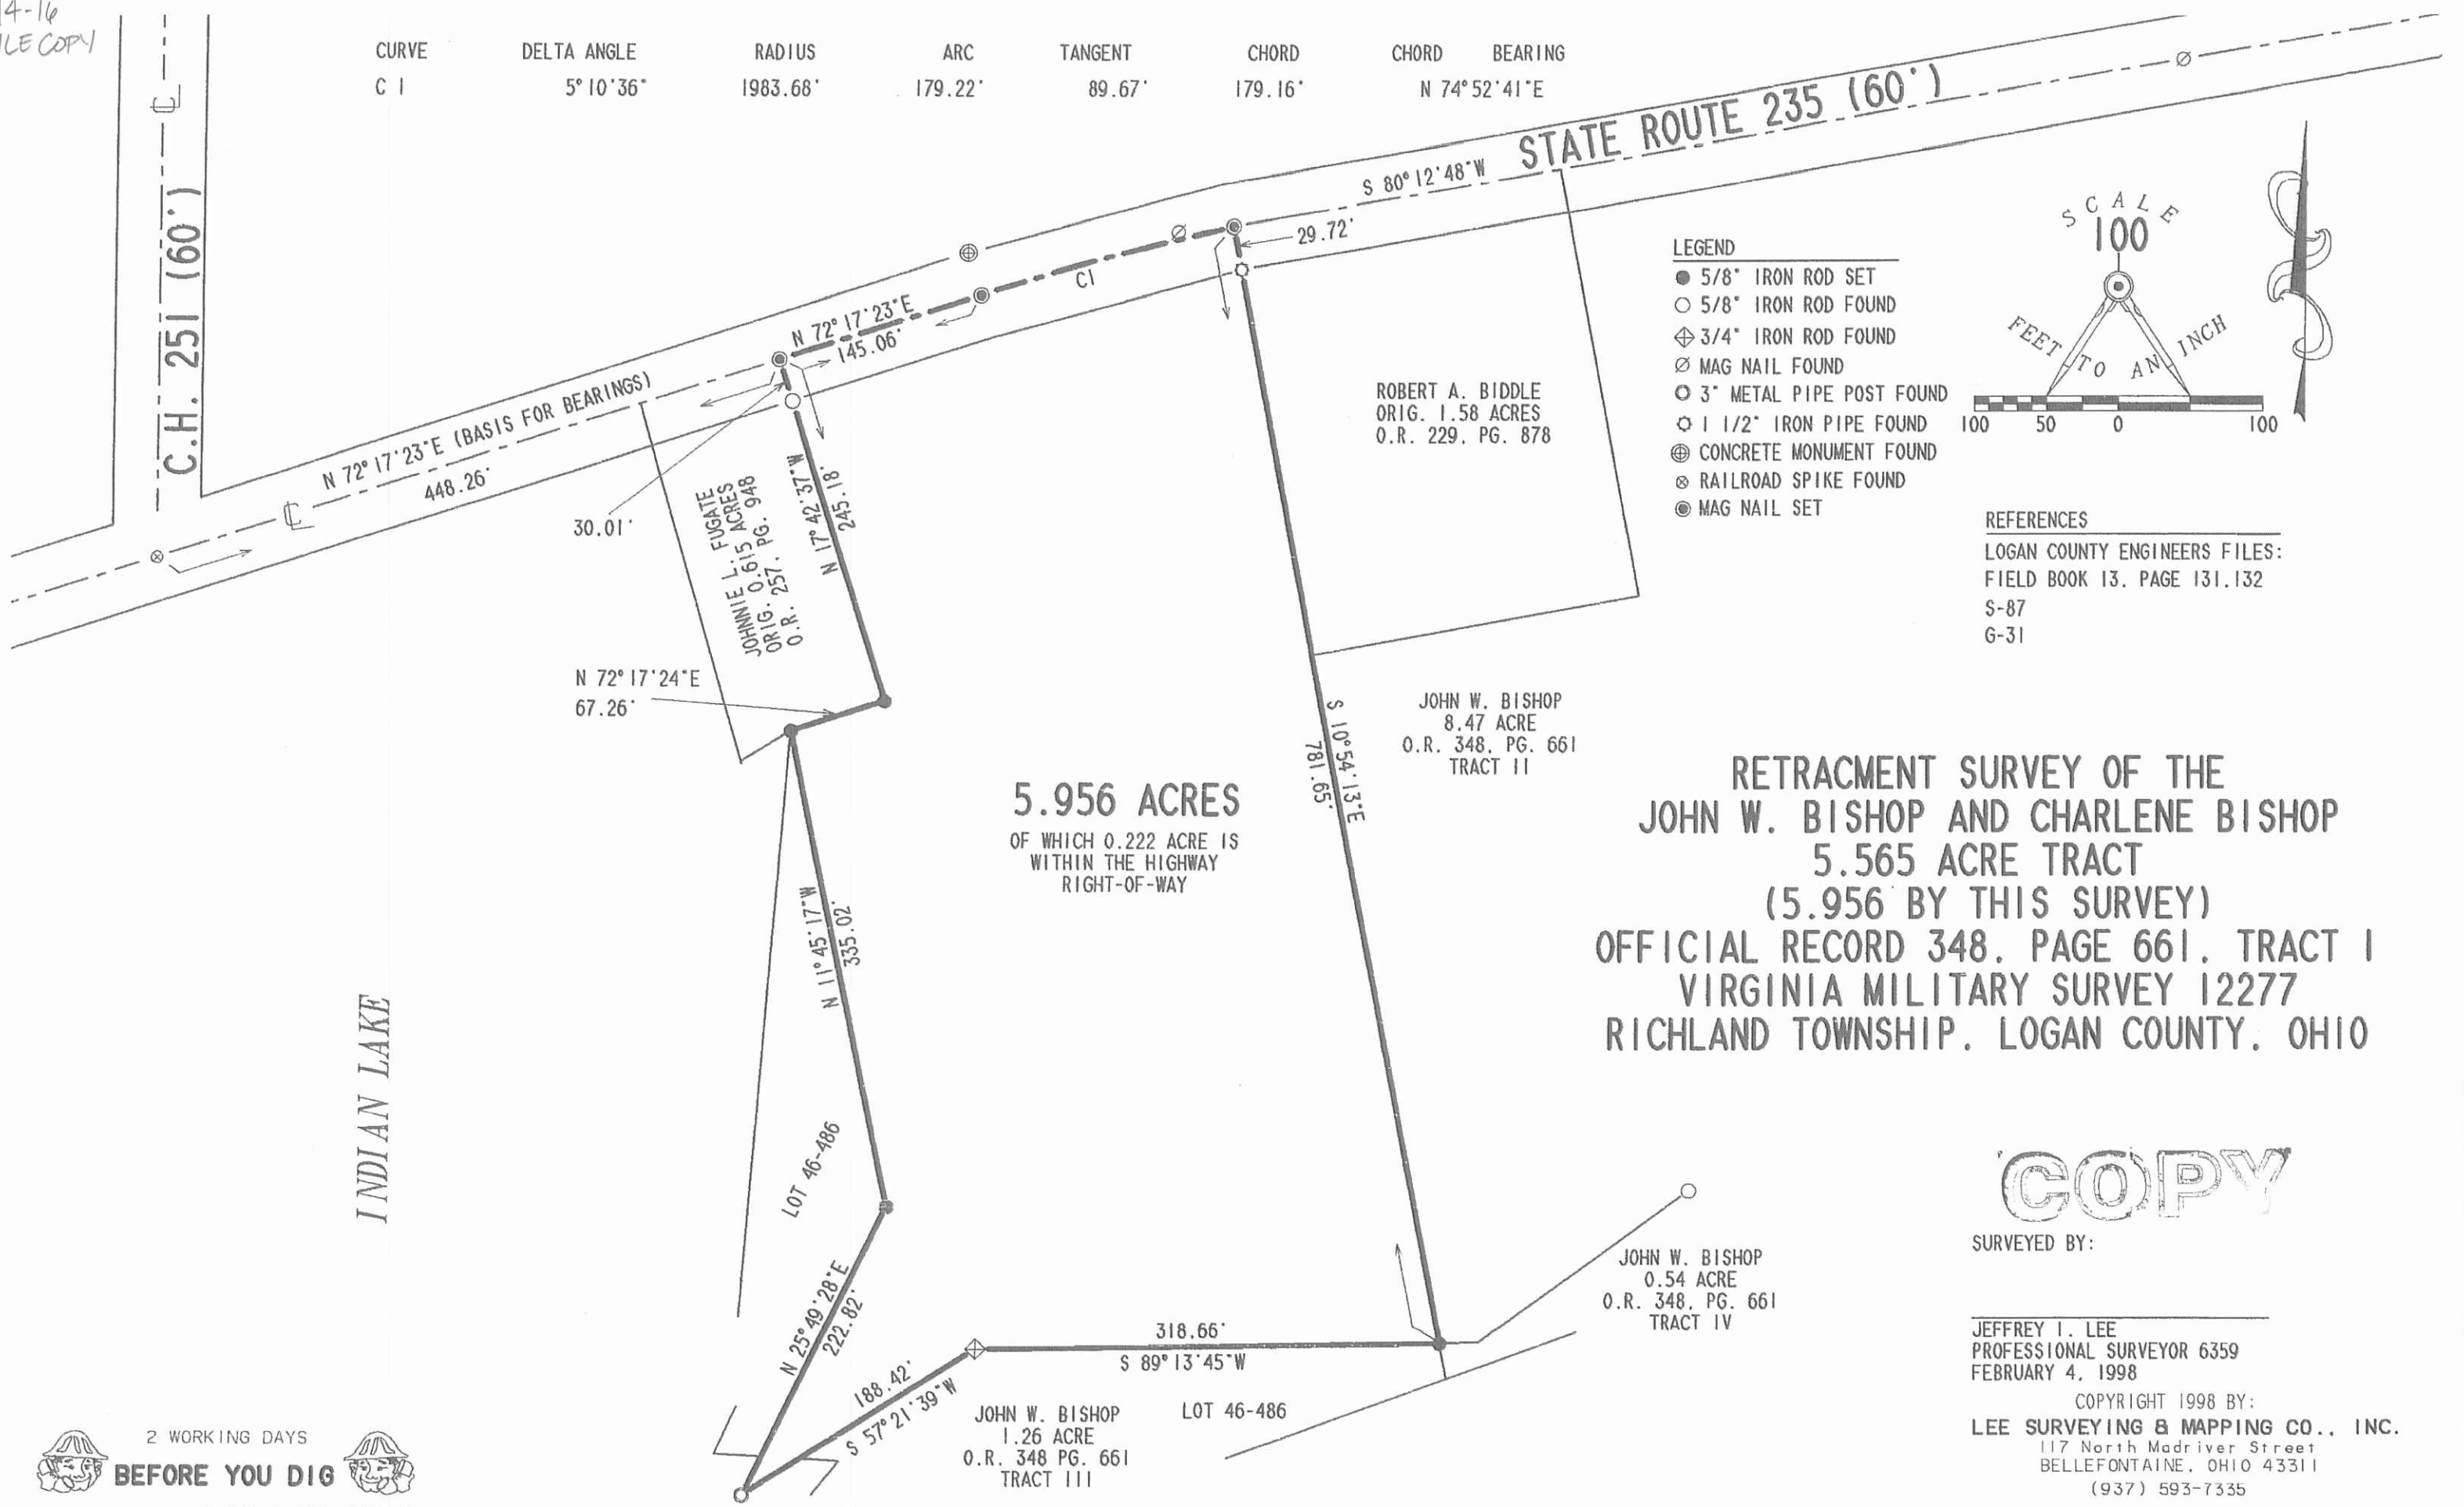 4-16
FILE COPY
CURVE DELTA ANGLE RADIUS ARC TANGENT CHORD CHORD BEARING
C 1 5°10'36" 1983.68' 179.22' 89.67' 179.16' N 74°52'41"E
C.H. 251 (60')
STATE ROUTE 235 (60')
S 80°12'48"W
29.72'
C1
N 72°17'23"E
145.06'
N 72°17'23"E (BASIS FOR BEARINGS)
448.26'
30.01'
JOHNNIE L. FUGATE
ORIG. 0.615 ACRES
O.R. 257, PG. 948
N 17°42'37"W
245.18'
N 72°17'24"E
67.26'
ROBERT A. BIDDLE
ORIG. 1.58 ACRES
O.R. 229, PG. 878
LEGEND
5/8" IRON ROD SET
5/8" IRON ROD FOUND
3/4" IRON ROD FOUND
MAG NAIL FOUND
3" METAL PIPE POST FOUND
1 1/2" IRON PIPE FOUND
CONCRETE MONUMENT FOUND
RAILROAD SPIKE FOUND
MAG NAIL SET
SCALE
100
FEET TO AN INCH
100 50 0 100
REFERENCES
LOGAN COUNTY ENGINEERS FILES:
FIELD BOOK 13, PAGE 131,132
S-87
G-31
S 10°54'13"E
781.65'
JOHN W. BISHOP
8.47 ACRE
O.R. 348, PG. 661
TRACT II
5.956 ACRES
OF WHICH 0.222 ACRE IS
WITHIN THE HIGHWAY
RIGHT-OF-WAY
RETRACMENT SURVEY OF THE
JOHN W. BISHOP AND CHARLENE BISHOP
5.565 ACRE TRACT
(5.956 BY THIS SURVEY)
OFFICIAL RECORD 348, PAGE 661, TRACT I
VIRGINIA MILITARY SURVEY 12277
RICHLAND TOWNSHIP, LOGAN COUNTY, OHIO
N 11°45'17"W
335.02'
INDIAN LAKE
LOT 46-486
N 25°49'28"E
222.82'
318.66'
S 89°13'45"W
188.42'
S 57°21'39"W
JOHN W. BISHOP
1.26 ACRE
O.R. 348 PG. 661
TRACT III
LOT 46-486
JOHN W. BISHOP
0.54 ACRE
O.R. 348, PG. 661
TRACT IV
COPY
SURVEYED BY:
JEFFREY I. LEE
PROFESSIONAL SURVEYOR 6359
FEBRUARY 4, 1998
COPYRIGHT 1998 BY:
LEE SURVEYING & MAPPING CO., INC.
117 North Madriver Street
BELLEFONTAINE, OHIO 43311
(937) 593-7335
2 WORKING DAYS
BEFORE YOU DIG